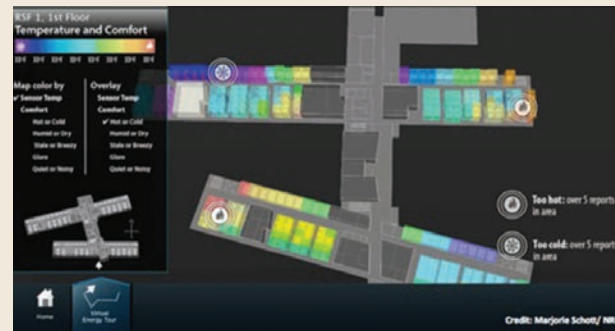 RSF 1, 1st Floor
Temperature and Comfort
Map color by
Overlay
✓ Sensor Temp
Sensor Temp
Comfort
Comfort
Hot or Cold
✓ Hot or Cold
Humid or Dry
Humid or Dry
Stale or Breezy
Stale or Breezy
Glare
Glare
Quiet or Noisy
Quiet or Noisy
Too hot: over 5 reports
in area
Too cold: over 5 reports
in area
Home
Virtual
Energy Tour
Credit: Marjorie Schott/ NR